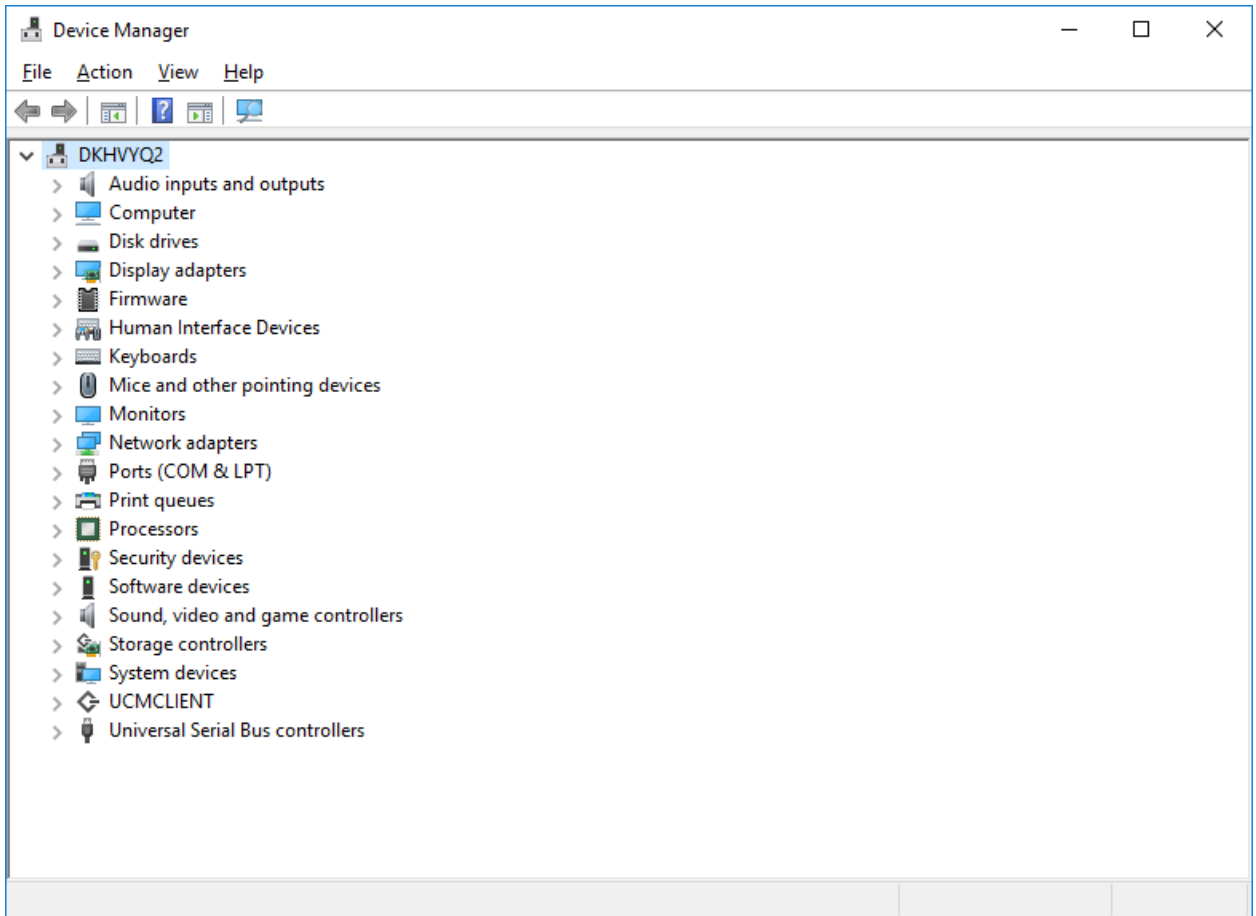 Device Manager
File Action View Help
DKHVYQ2
Audio inputs and outputs
Computer
Disk drives
Display adapters
Firmware
Human Interface Devices
Keyboards
Mice and other pointing devices
Monitors
Network adapters
Ports (COM & LPT)
Print queues
Processors
Security devices
Software devices
Sound, video and game controllers
Storage controllers
System devices
UCMCLIENT
Universal Serial Bus controllers